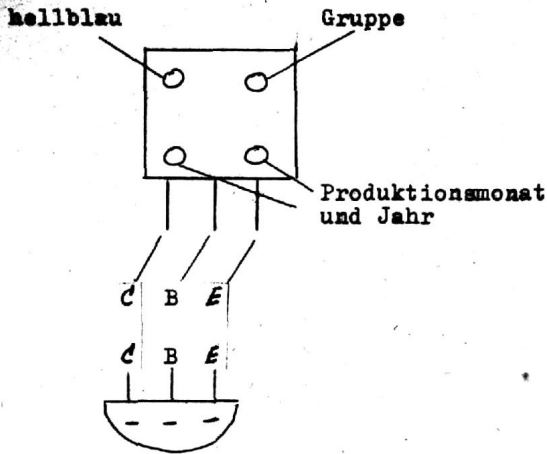 hellblau
Gruppe
Produktionsmonat
und Jahr
C B E
C B E